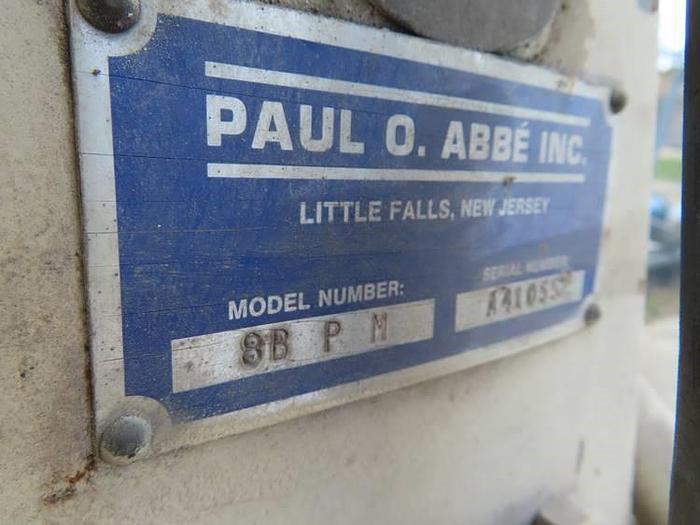 PAUL O. ABBÉ INC.
LITTLE FALLS, NEW JERSEY
MODEL NUMBER:
8B P M
SERIAL NUMBER: